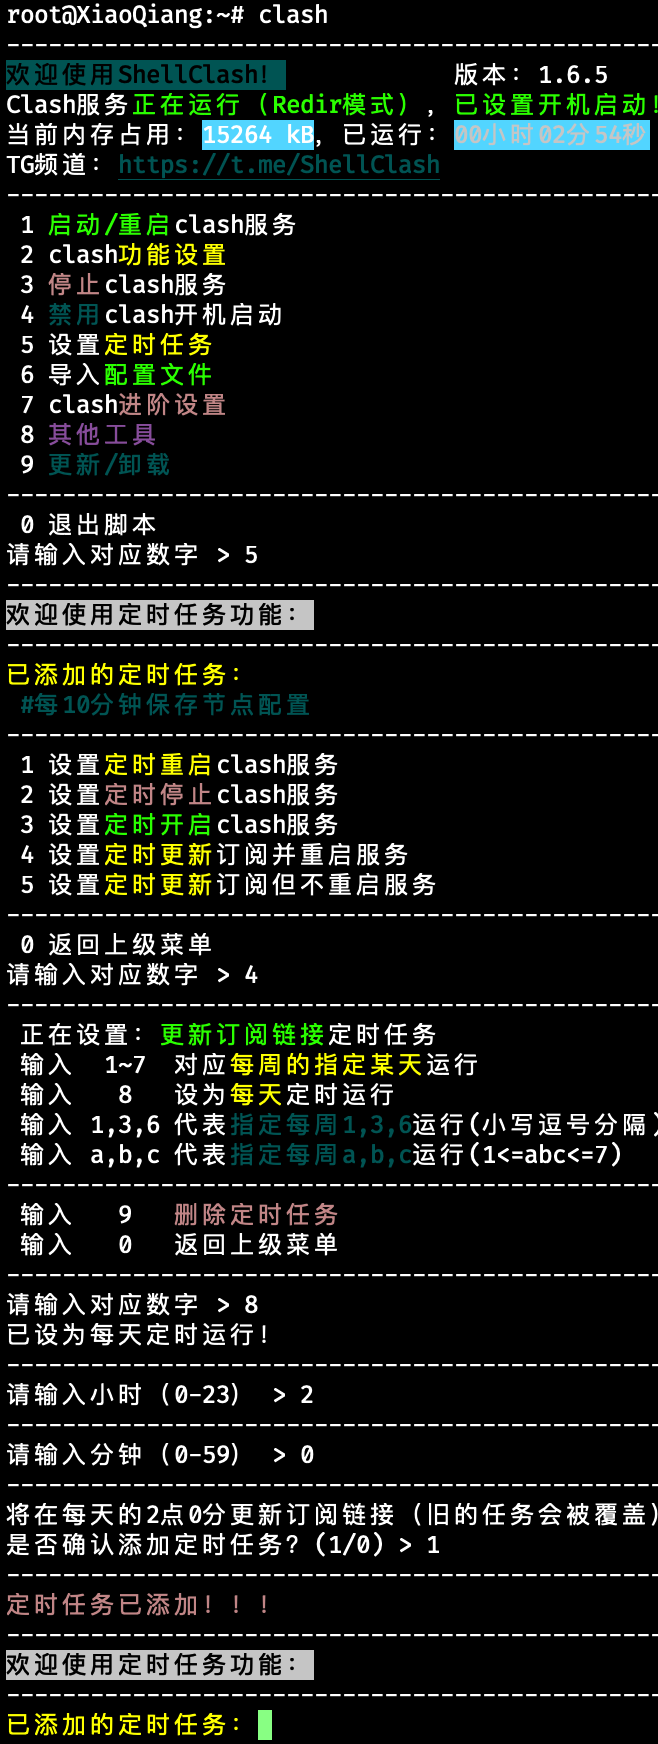 root@XiaoQiang:~# clash
-----------------------------------------------
欢迎使用ShellClash! 版本: 1.6.5
Clash服务正在运行（Redir模式）, 已设置开机启动!
当前内存占用: 15264 kB, 已运行: 00小时02分54秒
TG频道: https://t.me/ShellClash
-----------------------------------------------
1 启动/重启clash服务
2 clash功能设置
3 停止clash服务
4 禁用clash开机启动
5 设置定时任务
6 导入配置文件
7 clash进阶设置
8 其他工具
9 更新/卸载
-----------------------------------------------
0 退出脚本
请输入对应数字 > 5
-----------------------------------------------
欢迎使用定时任务功能:
-----------------------------------------------
已添加的定时任务:
#每10分钟保存节点配置
-----------------------------------------------
1 设置定时重启clash服务
2 设置定时停止clash服务
3 设置定时开启clash服务
4 设置定时更新订阅并重启服务
5 设置定时更新订阅但不重启服务
-----------------------------------------------
0 返回上级菜单
请输入对应数字 > 4
-----------------------------------------------
正在设置: 更新订阅链接定时任务
输入 1~7 对应每周的指定某天运行
输入 8 设为每天定时运行
输入 1,3,6 代表指定每周1,3,6运行(小写逗号分隔)
输入 a,b,c 代表指定每周a,b,c运行(1<=abc<=7)
-----------------------------------------------
输入 9 删除定时任务
输入 0 返回上级菜单
-----------------------------------------------
请输入对应数字 > 8
已设为每天定时运行!
-----------------------------------------------
请输入小时（0-23） > 2
-----------------------------------------------
请输入分钟（0-59） > 0
-----------------------------------------------
将在每天的2点0分更新订阅链接（旧的任务会被覆盖）
是否确认添加定时任务? (1/0) > 1
-----------------------------------------------
定时任务已添加! ! !
-----------------------------------------------
欢迎使用定时任务功能:
-----------------------------------------------
已添加的定时任务: